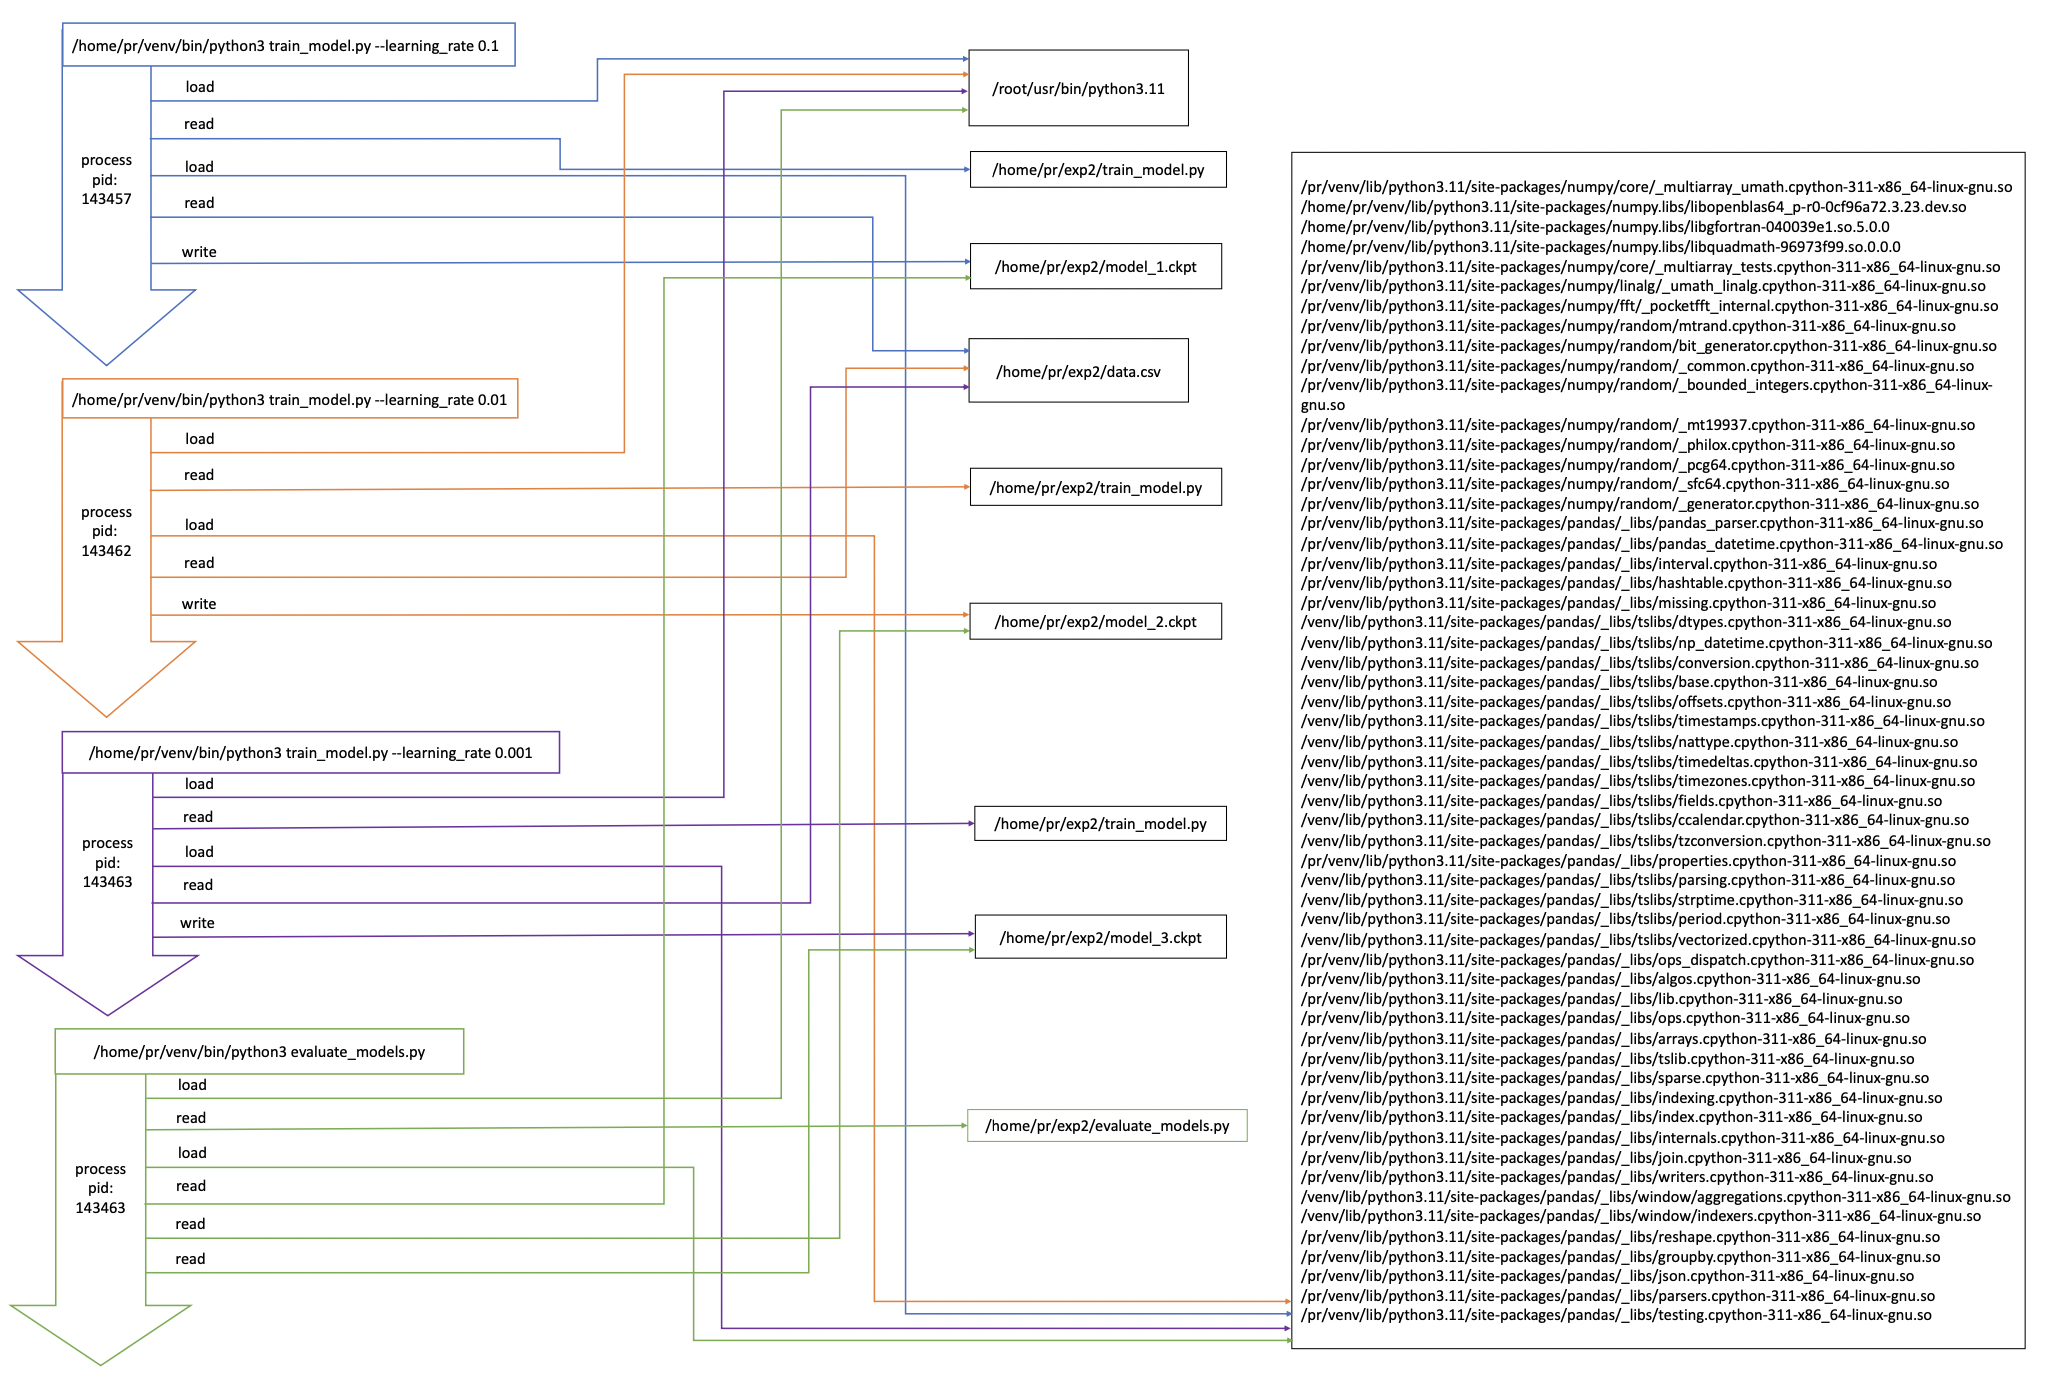 /home/pr/venv/bin/python3 train_model.py --learning_rate 0.1
load
read
process
pid:
143457
load
read
write
/home/pr/venv/bin/python3 train_model.py --learning_rate 0.01
load
read
process
pid:
143462
load
read
write
/home/pr/venv/bin/python3 train_model.py --learning_rate 0.001
load
read
process
pid:
143463
load
read
write
/home/pr/venv/bin/python3 evaluate_models.py
load
read
load
process
pid:
143463
read
read
read
/root/usr/bin/python3.11
/home/pr/exp2/train_model.py
/home/pr/exp2/model_1.ckpt
/home/pr/exp2/data.csv
/home/pr/exp2/train_model.py
/home/pr/exp2/model_2.ckpt
/home/pr/exp2/train_model.py
/home/pr/exp2/model_3.ckpt
/home/pr/exp2/evaluate_models.py
/pr/venv/lib/python3.11/site-packages/numpy/core/_multiarray_umath.cpython-311-x86_64-linux-gnu.so
/home/pr/venv/lib/python3.11/site-packages/numpy.libs/libopenblas64_p-r0-0cf96a72.3.23.dev.so
/home/pr/venv/lib/python3.11/site-packages/numpy.libs/libgfortran-040039e1.so.5.0.0
/home/pr/venv/lib/python3.11/site-packages/numpy.libs/libquadmath-96973f99.so.0.0.0
/pr/venv/lib/python3.11/site-packages/numpy/core/_multiarray_tests.cpython-311-x86_64-linux-gnu.so
/pr/venv/lib/python3.11/site-packages/numpy/linalg/_umath_linalg.cpython-311-x86_64-linux-gnu.so
/pr/venv/lib/python3.11/site-packages/numpy/fft/_pocketfft_internal.cpython-311-x86_64-linux-gnu.so
/pr/venv/lib/python3.11/site-packages/numpy/random/mtrand.cpython-311-x86_64-linux-gnu.so
/pr/venv/lib/python3.11/site-packages/numpy/random/bit_generator.cpython-311-x86_64-linux-gnu.so
/pr/venv/lib/python3.11/site-packages/numpy/random/_common.cpython-311-x86_64-linux-gnu.so
/pr/venv/lib/python3.11/site-packages/numpy/random/_bounded_integers.cpython-311-x86_64-linux-
gnu.so
/pr/venv/lib/python3.11/site-packages/numpy/random/_mt19937.cpython-311-x86_64-linux-gnu.so
/pr/venv/lib/python3.11/site-packages/numpy/random/_philox.cpython-311-x86_64-linux-gnu.so
/pr/venv/lib/python3.11/site-packages/numpy/random/_pcg64.cpython-311-x86_64-linux-gnu.so
/pr/venv/lib/python3.11/site-packages/numpy/random/_sfc64.cpython-311-x86_64-linux-gnu.so
/pr/venv/lib/python3.11/site-packages/numpy/random/_generator.cpython-311-x86_64-linux-gnu.so
/pr/venv/lib/python3.11/site-packages/pandas/_libs/pandas_parser.cpython-311-x86_64-linux-gnu.so
/pr/venv/lib/python3.11/site-packages/pandas/_libs/pandas_datetime.cpython-311-x86_64-linux-gnu.so
/pr/venv/lib/python3.11/site-packages/pandas/_libs/interval.cpython-311-x86_64-linux-gnu.so
/pr/venv/lib/python3.11/site-packages/pandas/_libs/hashtable.cpython-311-x86_64-linux-gnu.so
/pr/venv/lib/python3.11/site-packages/pandas/_libs/missing.cpython-311-x86_64-linux-gnu.so
/venv/lib/python3.11/site-packages/pandas/_libs/tslibs/dtypes.cpython-311-x86_64-linux-gnu.so
/venv/lib/python3.11/site-packages/pandas/_libs/tslibs/np_datetime.cpython-311-x86_64-linux-gnu.so
/venv/lib/python3.11/site-packages/pandas/_libs/tslibs/conversion.cpython-311-x86_64-linux-gnu.so
/venv/lib/python3.11/site-packages/pandas/_libs/tslibs/base.cpython-311-x86_64-linux-gnu.so
/venv/lib/python3.11/site-packages/pandas/_libs/tslibs/offsets.cpython-311-x86_64-linux-gnu.so
/venv/lib/python3.11/site-packages/pandas/_libs/tslibs/timestamps.cpython-311-x86_64-linux-gnu.so
/venv/lib/python3.11/site-packages/pandas/_libs/tslibs/nattype.cpython-311-x86_64-linux-gnu.so
/venv/lib/python3.11/site-packages/pandas/_libs/tslibs/timedeltas.cpython-311-x86_64-linux-gnu.so
/venv/lib/python3.11/site-packages/pandas/_libs/tslibs/timezones.cpython-311-x86_64-linux-gnu.so
/venv/lib/python3.11/site-packages/pandas/_libs/tslibs/fields.cpython-311-x86_64-linux-gnu.so
/venv/lib/python3.11/site-packages/pandas/_libs/tslibs/ccalendar.cpython-311-x86_64-linux-gnu.so
/venv/lib/python3.11/site-packages/pandas/_libs/tslibs/tzconversion.cpython-311-x86_64-linux-gnu.so
/pr/venv/lib/python3.11/site-packages/pandas/_libs/properties.cpython-311-x86_64-linux-gnu.so
/venv/lib/python3.11/site-packages/pandas/_libs/tslibs/parsing.cpython-311-x86_64-linux-gnu.so
/venv/lib/python3.11/site-packages/pandas/_libs/tslibs/strptime.cpython-311-x86_64-linux-gnu.so
/venv/lib/python3.11/site-packages/pandas/_libs/tslibs/period.cpython-311-x86_64-linux-gnu.so
/venv/lib/python3.11/site-packages/pandas/_libs/tslibs/vectorized.cpython-311-x86_64-linux-gnu.so
/pr/venv/lib/python3.11/site-packages/pandas/_libs/ops_dispatch.cpython-311-x86_64-linux-gnu.so
/pr/venv/lib/python3.11/site-packages/pandas/_libs/algos.cpython-311-x86_64-linux-gnu.so
/pr/venv/lib/python3.11/site-packages/pandas/_libs/lib.cpython-311-x86_64-linux-gnu.so
/pr/venv/lib/python3.11/site-packages/pandas/_libs/ops.cpython-311-x86_64-linux-gnu.so
/pr/venv/lib/python3.11/site-packages/pandas/_libs/arrays.cpython-311-x86_64-linux-gnu.so
/pr/venv/lib/python3.11/site-packages/pandas/_libs/tslib.cpython-311-x86_64-linux-gnu.so
/pr/venv/lib/python3.11/site-packages/pandas/_libs/sparse.cpython-311-x86_64-linux-gnu.so
/pr/venv/lib/python3.11/site-packages/pandas/_libs/indexing.cpython-311-x86_64-linux-gnu.so
/pr/venv/lib/python3.11/site-packages/pandas/_libs/index.cpython-311-x86_64-linux-gnu.so
/pr/venv/lib/python3.11/site-packages/pandas/_libs/internals.cpython-311-x86_64-linux-gnu.so
/pr/venv/lib/python3.11/site-packages/pandas/_libs/join.cpython-311-x86_64-linux-gnu.so
/pr/venv/lib/python3.11/site-packages/pandas/_libs/writers.cpython-311-x86_64-linux-gnu.so
/venv/lib/python3.11/site-packages/pandas/_libs/window/aggregations.cpython-311-x86_64-linux-gnu.so
/venv/lib/python3.11/site-packages/pandas/_libs/window/indexers.cpython-311-x86_64-linux-gnu.so
/pr/venv/lib/python3.11/site-packages/pandas/_libs/reshape.cpython-311-x86_64-linux-gnu.so
/pr/venv/lib/python3.11/site-packages/pandas/_libs/groupby.cpython-311-x86_64-linux-gnu.so
/pr/venv/lib/python3.11/site-packages/pandas/_libs/json.cpython-311-x86_64-linux-gnu.so
/pr/venv/lib/python3.11/site-packages/pandas/_libs/parsers.cpython-311-x86_64-linux-gnu.so
/pr/venv/lib/python3.11/site-packages/pandas/_libs/testing.cpython-311-x86_64-linux-gnu.so